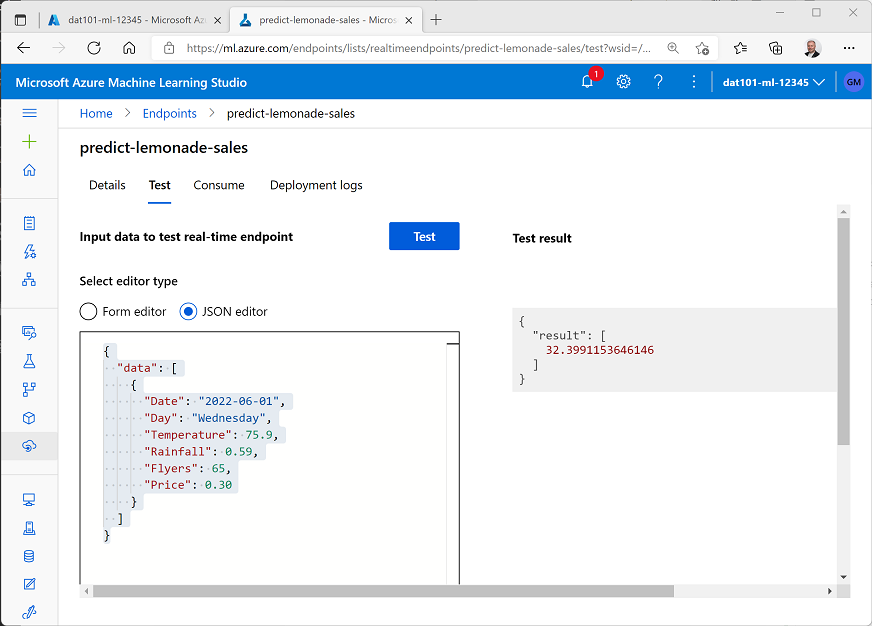 dat101-ml-12345 - Microsoft Azu
predict-lemonade-sales - Micros
https://ml.azure.com/endpoints/lists/realtimeendpoints/predict-lemonade-sales/test?wsid=/...
Microsoft Azure Machine Learning Studio
1
?
dat101-ml-12345
GM
Home > Endpoints > predict-lemonade-sales
predict-lemonade-sales
Details Test Consume Deployment logs
Input data to test real-time endpoint
Test
Test result
Select editor type
Form editor JSON editor
{
"data": [
{
"Date": "2022-06-01",
"Day": "Wednesday",
"Temperature": 75.9,
"Rainfall": 0.59,
"Flyers": 65,
"Price": 0.30
}
]
}
{
"result": [
32.3991153646146
]
}